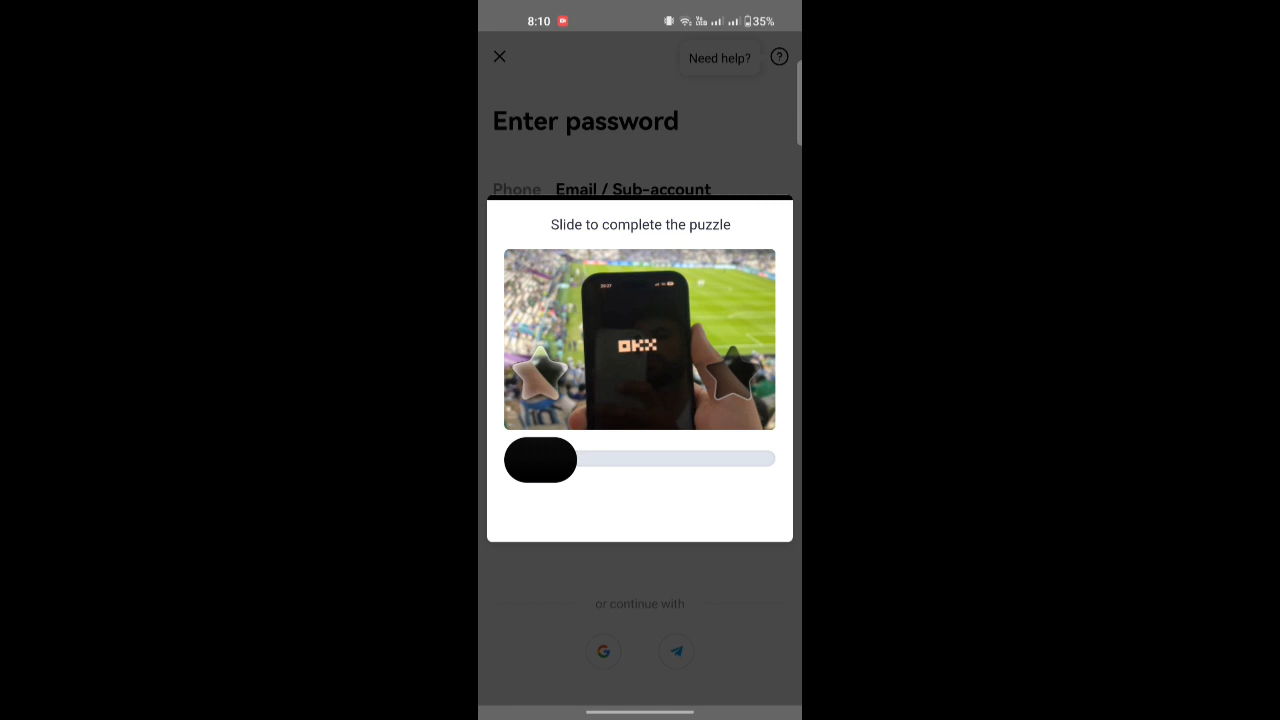 8:10
35%
Need help?
?
Enter password
Phone Email / Sub-account
Slide to complete the puzzle
OKX
or continue with
G